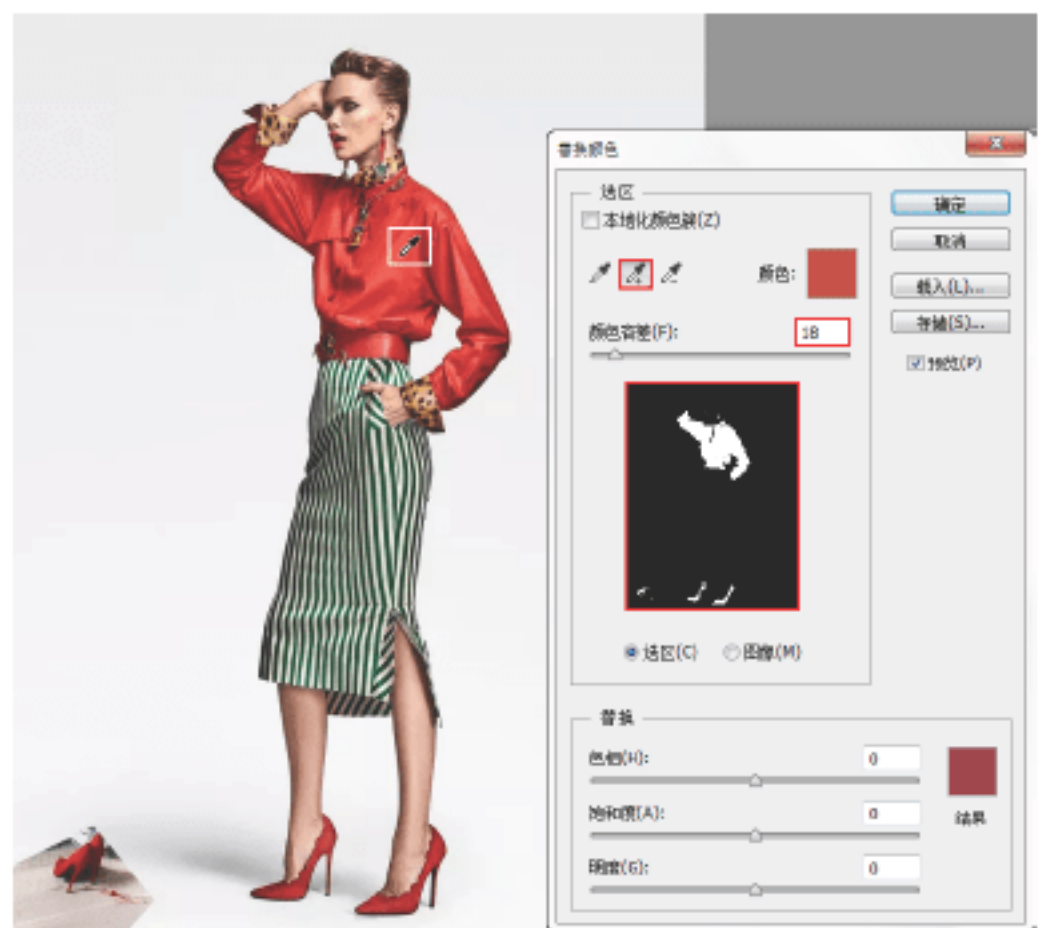 替换颜色
选区
本地化颜色簇(Z)
颜色:
颜色容差(F):
18
选区(C)
图像(M)
确定
取消
载入(L)...
存储(S)...
预览(P)
替换
色相(H):
0
饱和度(A):
0
明度(G):
0
结果